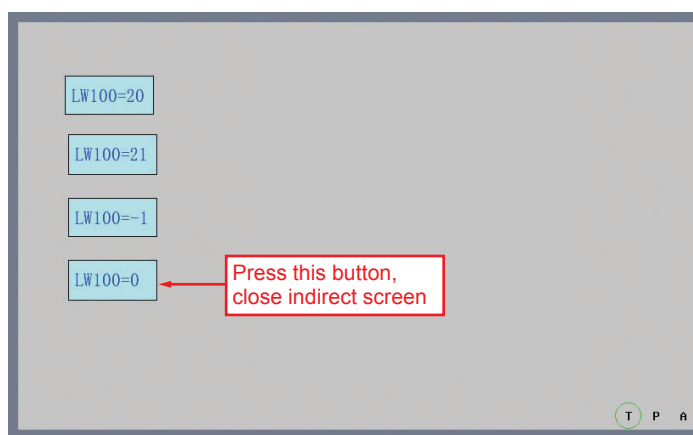 LW100=20
LW100=21
LW100=-1
LW100=0
Press this button,
close indirect screen
T P A